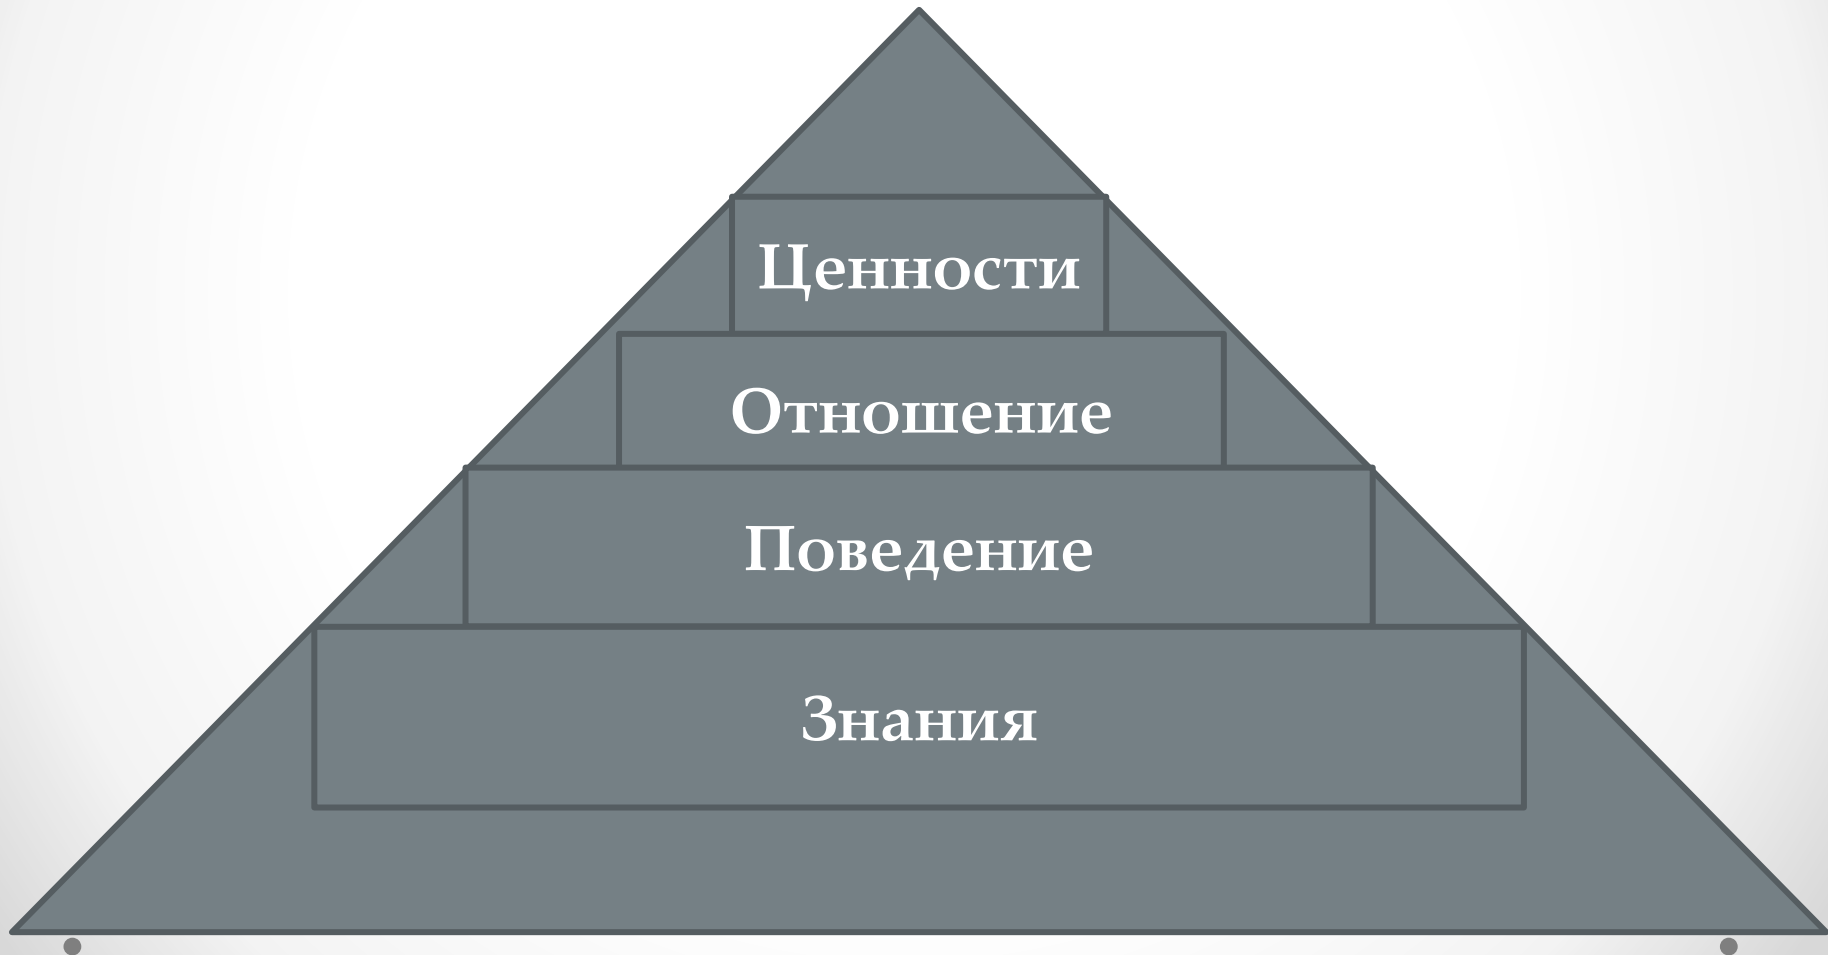 Ценности
Отношение
Поведение
Знания